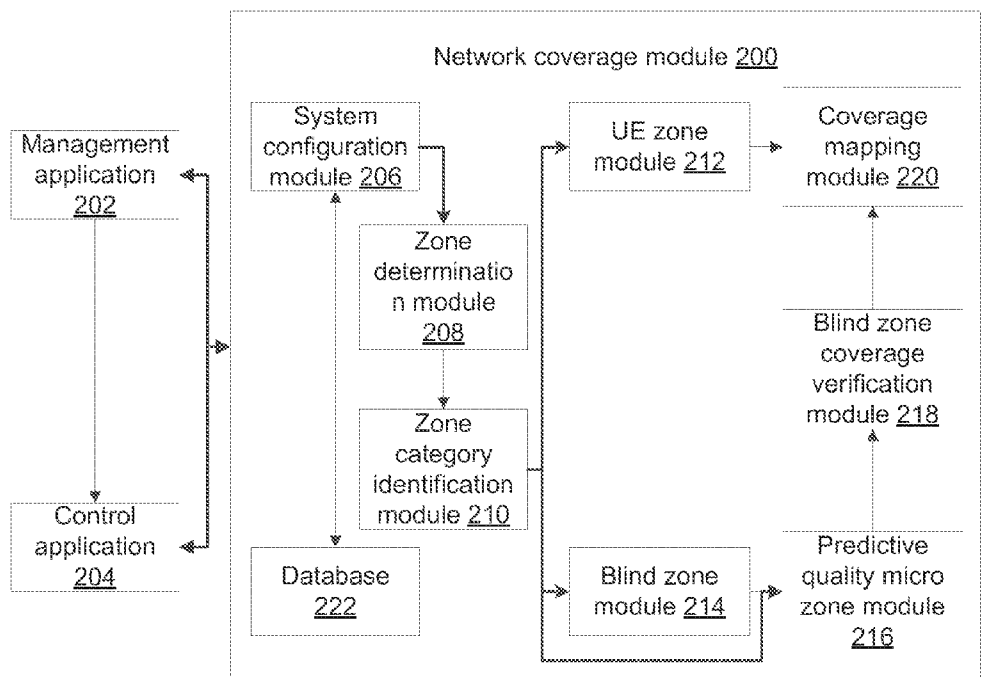 Network coverage module 200
Management
application
202
Control
application
204
System
configuration
module 206
Zone
determinatio
n module
208
Zone
category
identification
module 210
Database
222
UE zone
module 212
Blind zone
module 214
Coverage
mapping
module 220
Blind zone
coverage
verification
module 218
Predictive
quality micro
zone module
216